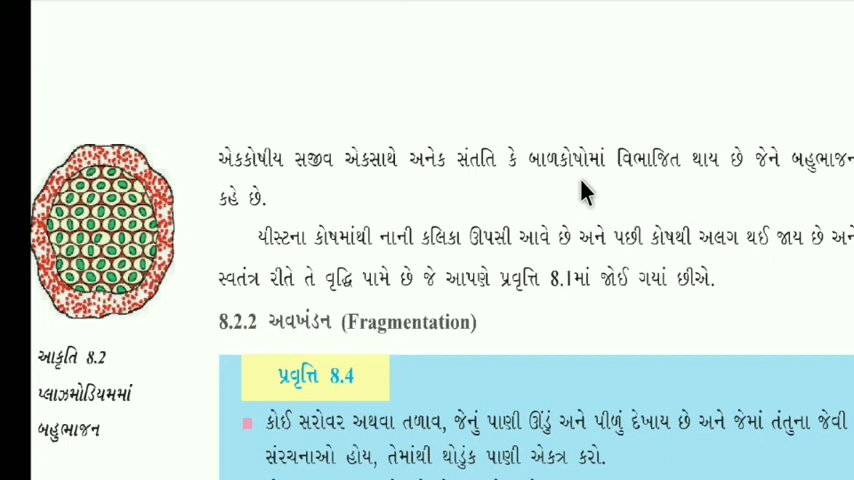 એકકોષીય સજીવ એકસાથે અનેક સંતતિ કે બાળકોષોમાં વિભાજિત થાય છે જેને બહુભાજન
કહે છે.
યીસ્ટના કોષમાંથી નાની કલિકા ઊપસી આવે છે અને પછી કોષથી અલગ થઈ જાય છે અને
સ્વતંત્ર રીતે તે વૃદ્ધિ પામે છે જે આપણે પ્રવૃત્તિ 8.1માં જોઈ ગયાં છીએ.
8.2.2 અવખંડન (Fragmentation)
આકૃતિ 8.2
પ્લાઝમોડિયમમાં
બહુભાજન
પ્રવૃત્તિ 8.4
કોઈ સરોવર અથવા તળાવ, જેનું પાણી ઊંડું અને પીળું દેખાય છે અને જેમાં તંતુના જેવી
સંરચનાઓ હોય, તેમાંથી થોડુંક પાણી એકત્ર કરો.